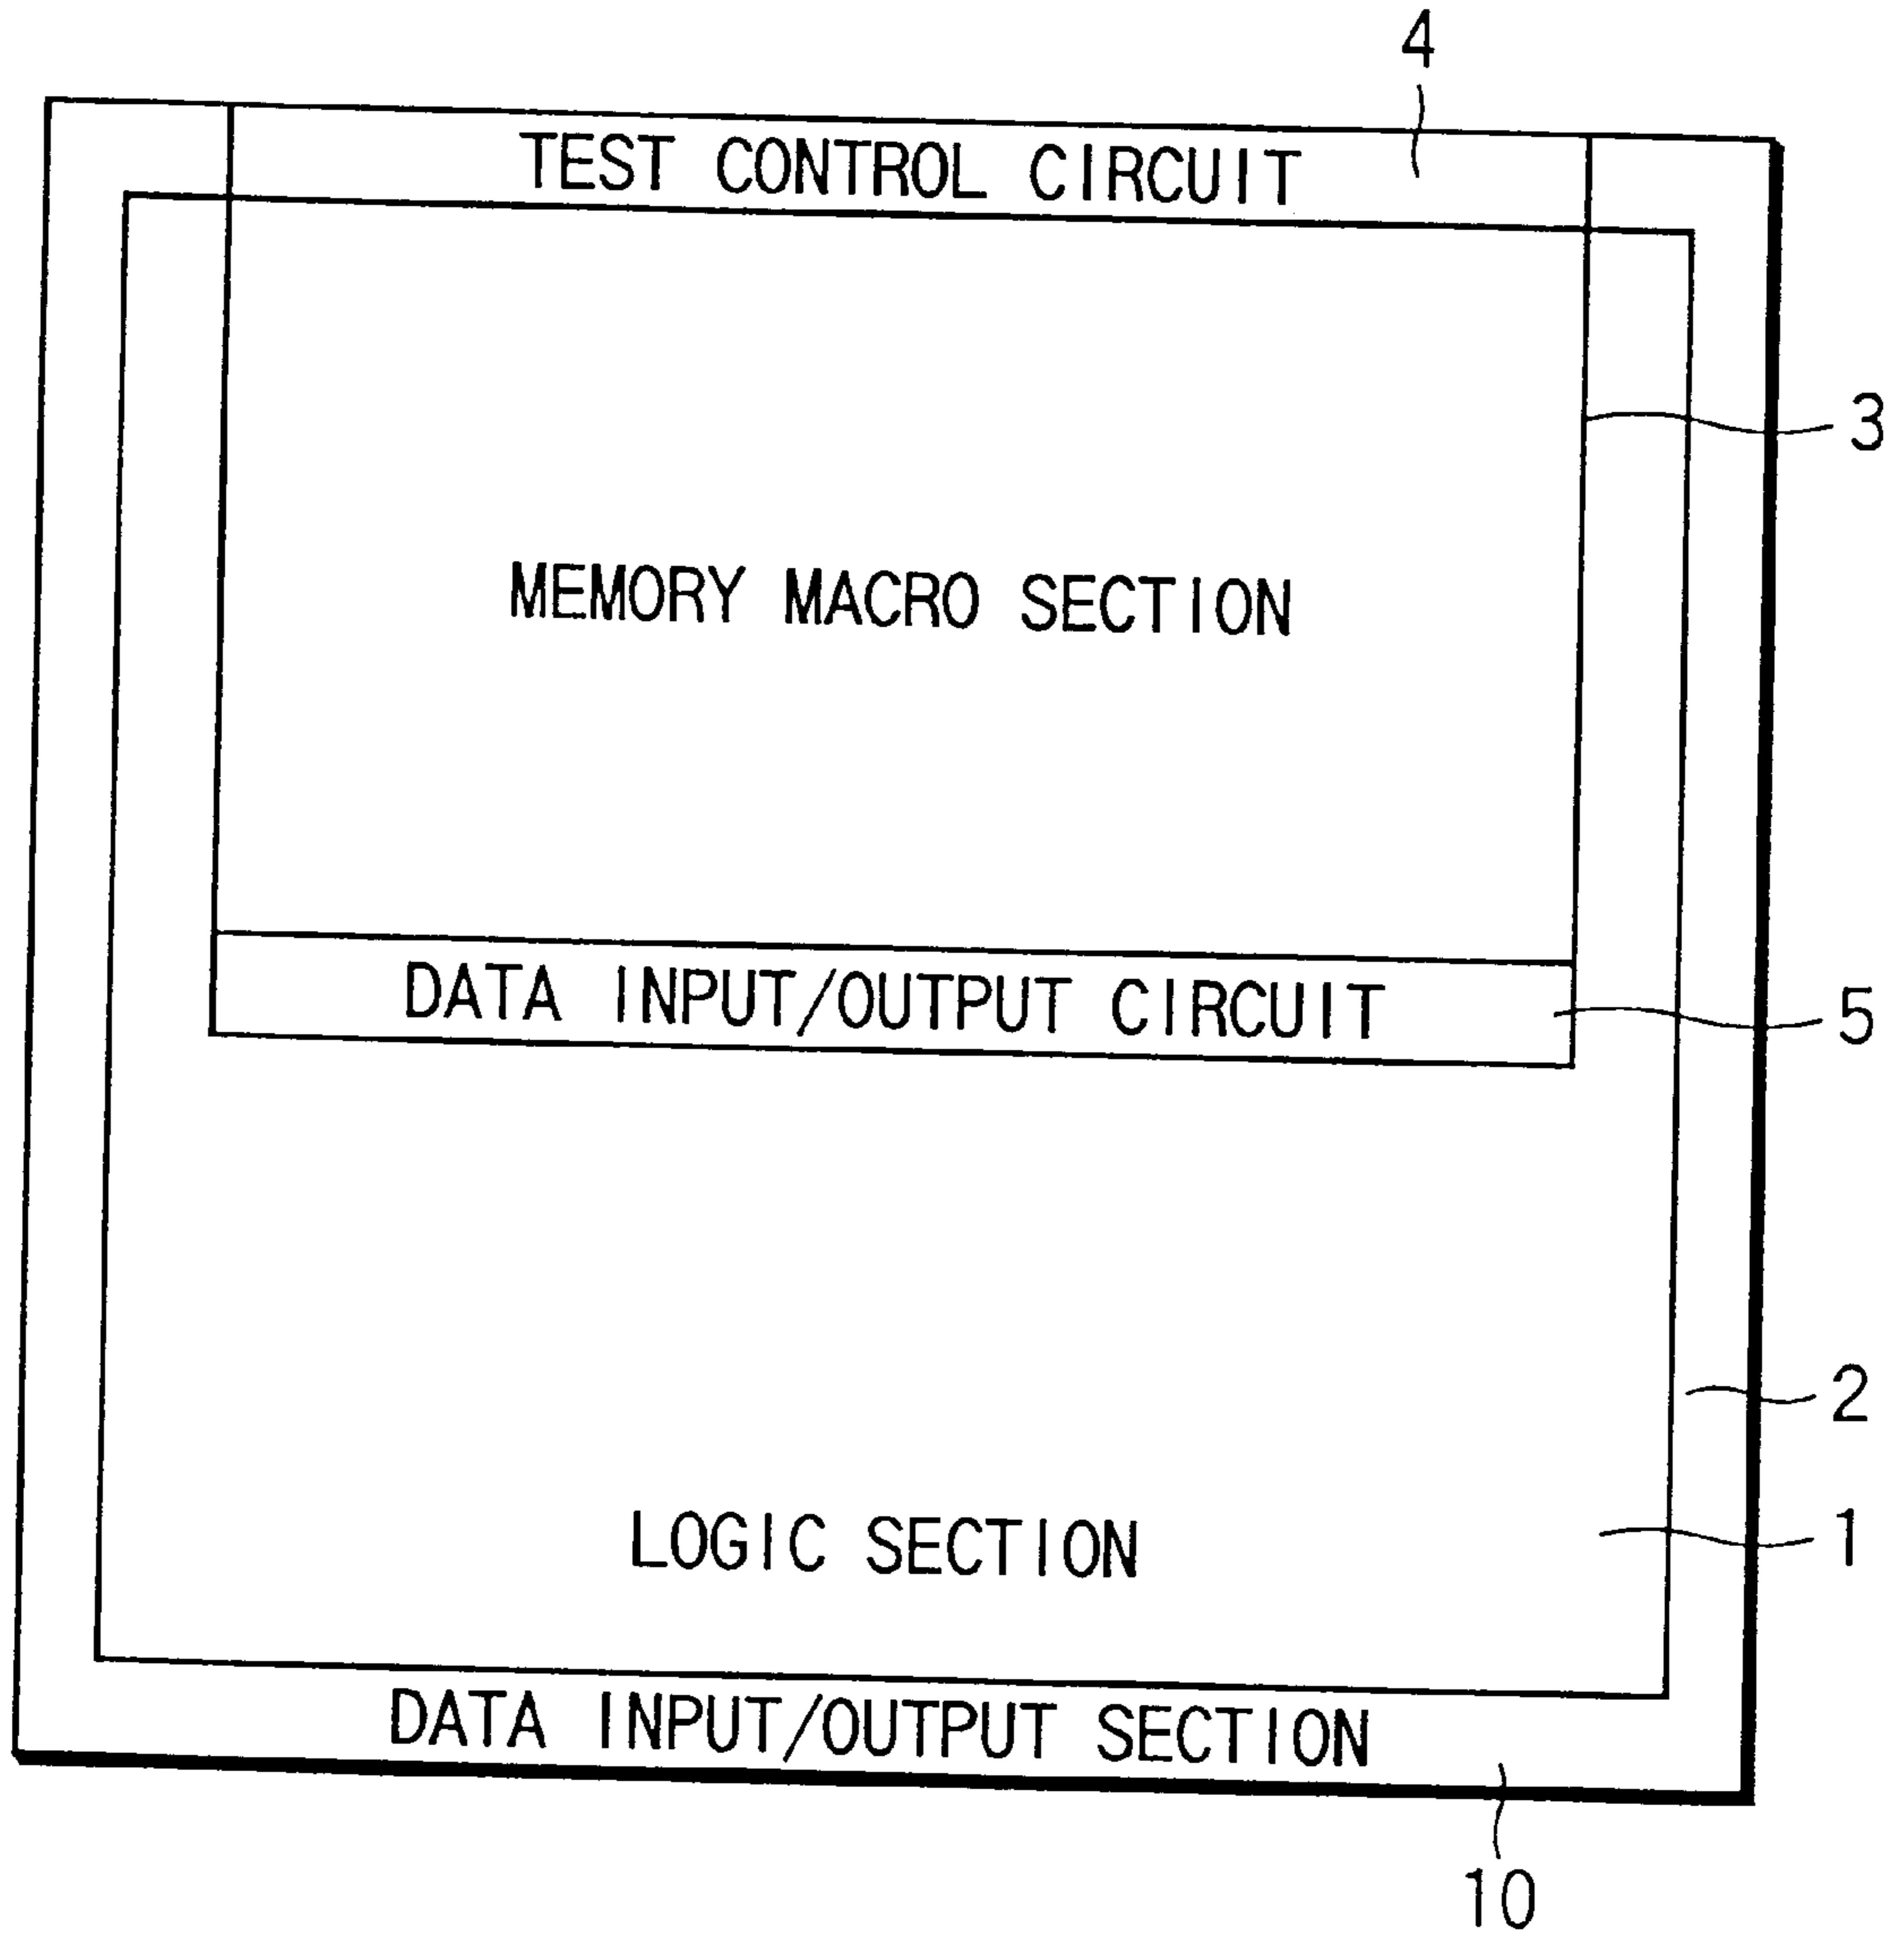 4
TEST CONTROL CIRCUIT
3
MEMORY MACRO SECTION
DATA INPUT/OUTPUT CIRCUIT
5
2
LOGIC SECTION
1
DATA INPUT/OUTPUT SECTION
10